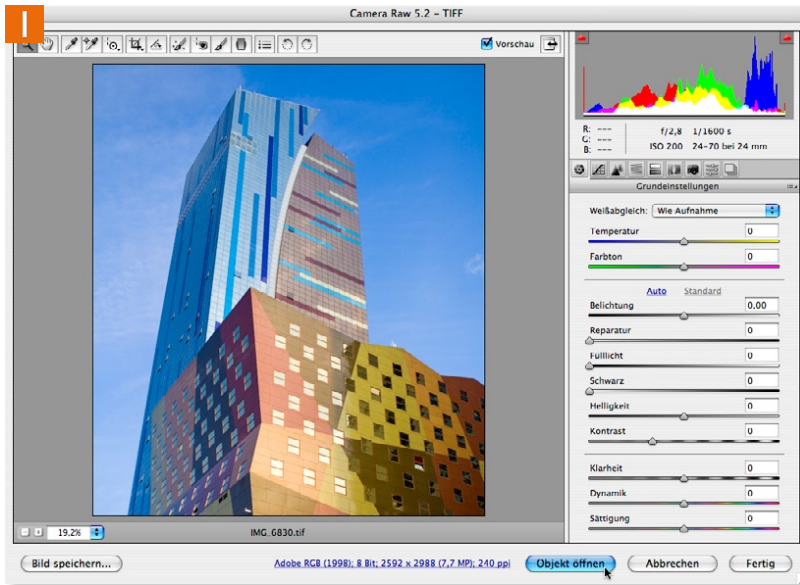 I
Camera Raw 5.2 – TIFF
Vorschau
R: ---
G: ---
B: ---
f/2,8 1/1600 s
ISO 200 24-70 bei 24 mm
Grundeinstellungen
Weißabgleich: Wie Aufnahme
Temperatur 0
Farbton 0
Auto Standard
Belichtung 0,00
Reparatur 0
Fülllicht 0
Schwarz 0
Helligkeit 0
Kontrast 0
Klarheit 0
Dynamik 0
Sättigung 0
19,2% IMG_6830.tif
Bild speichern... Adobe RGB (1998); 8 Bit; 2592 x 2988 (7,7 MP); 240 ppi Objekt öffnen Abbrechen Fertig